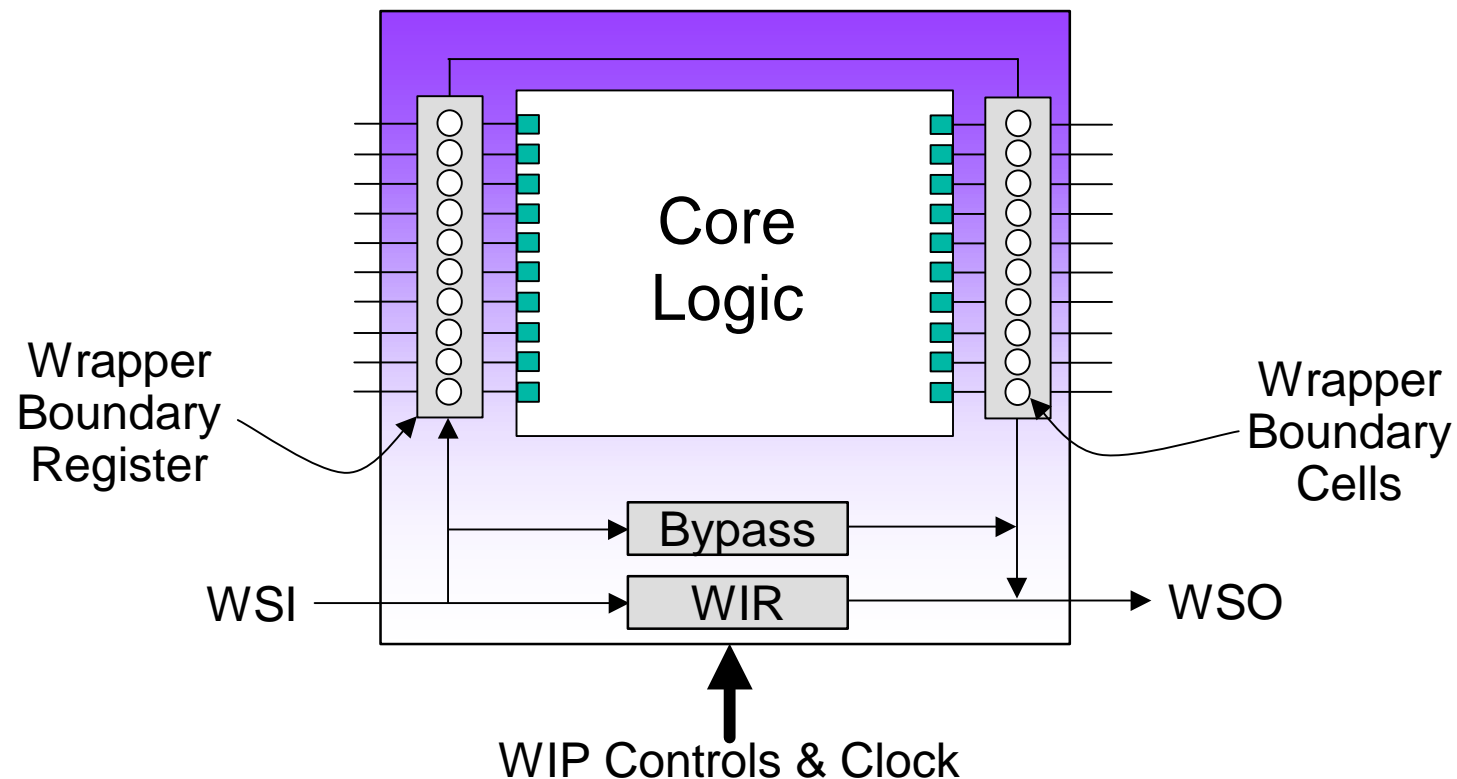 Core
Logic
Wrapper
Boundary
Register
Wrapper
Boundary
Cells
Bypass
WSI
WIR
WSO
WIP Controls & Clock